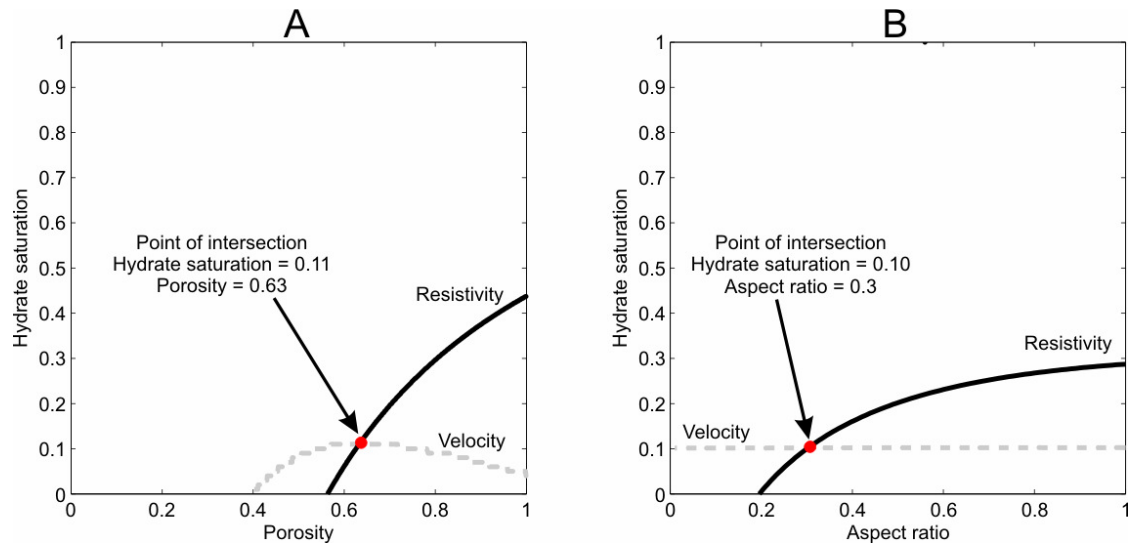 A
1
0.9
0.8
0.7
0.6
0.5
0.4
0.3
0.2
0.1
0
Hydrate saturation
Point of intersection
Hydrate saturation = 0.11
Porosity = 0.63
Resistivity
Velocity
0 0.2 0.4 0.6 0.8 1
Porosity
B
1
0.9
0.8
0.7
0.6
0.5
0.4
0.3
0.2
0.1
0
Hydrate saturation
Point of intersection
Hydrate saturation = 0.10
Aspect ratio = 0.3
Resistivity
Velocity
0 0.2 0.4 0.6 0.8 1
Aspect ratio